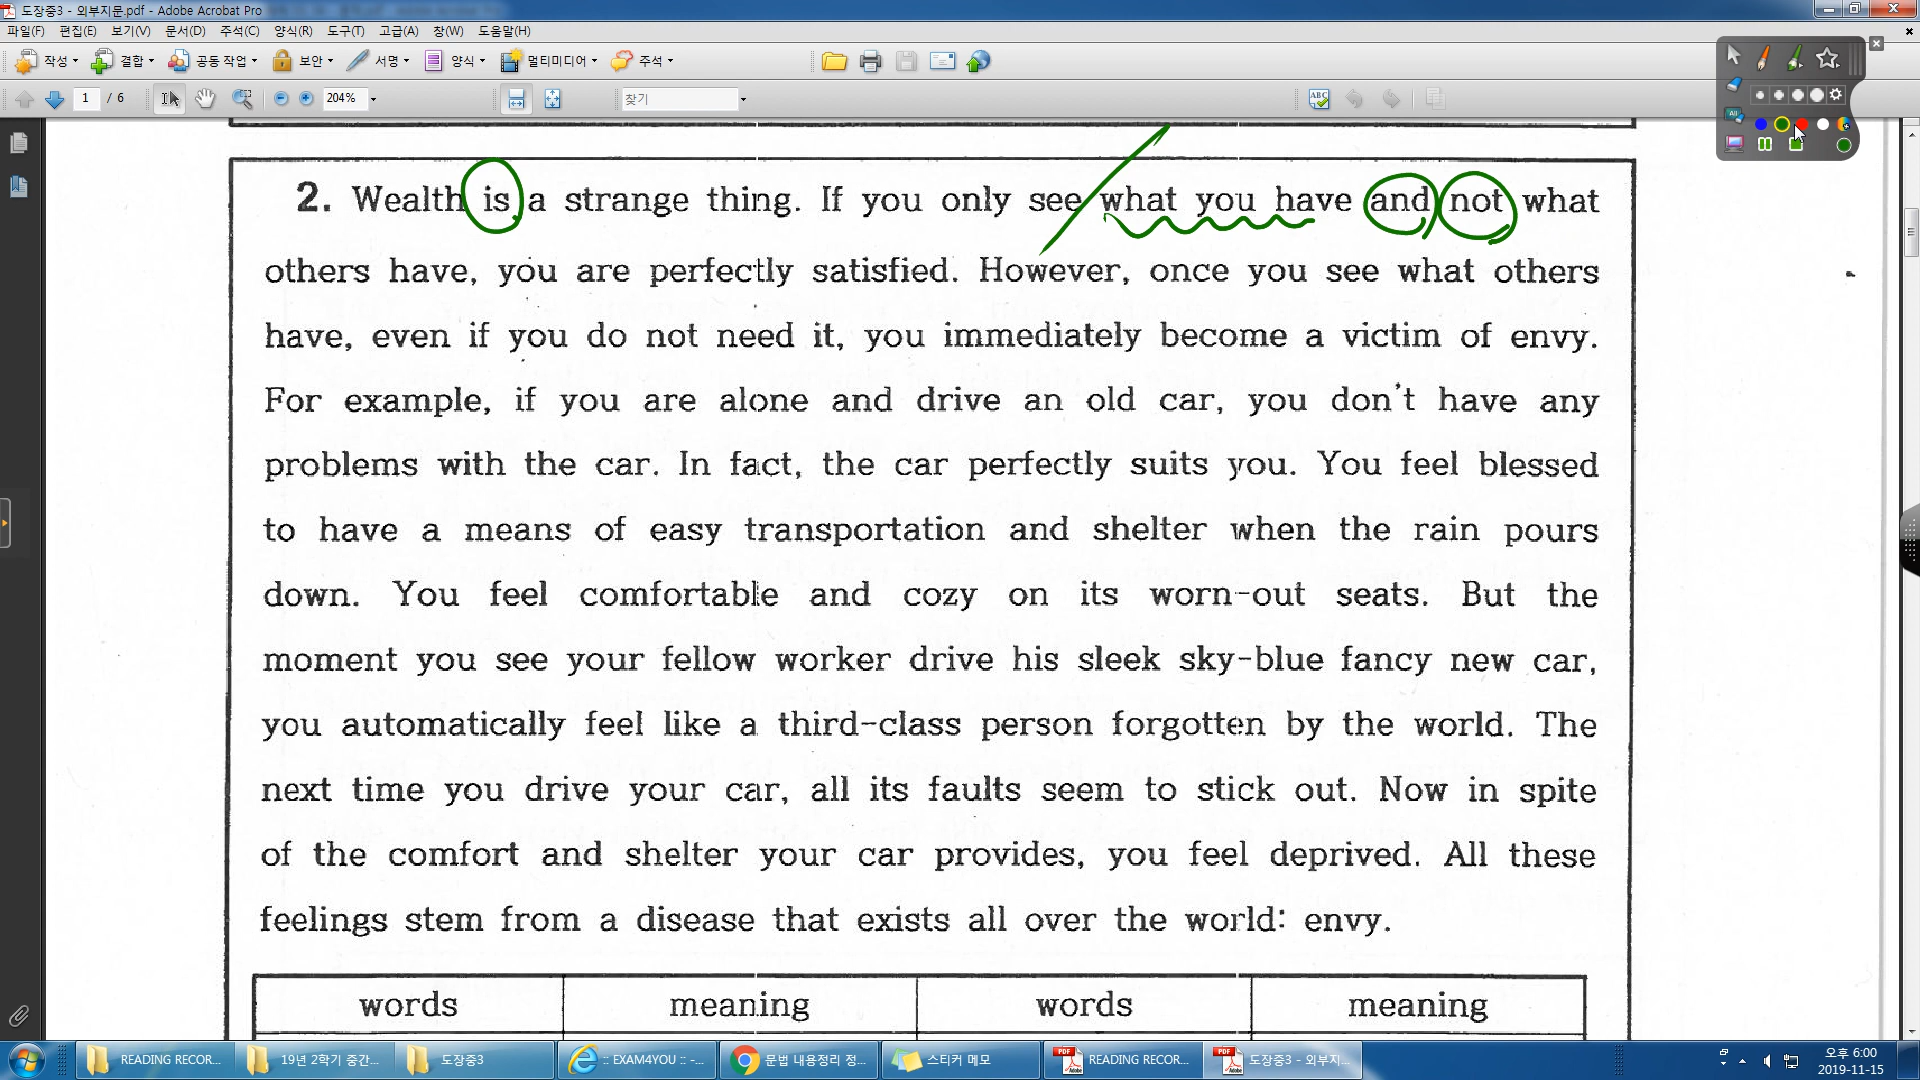 도장중3 - 외부지문.pdf - Adobe Acrobat Pro
파일(F) 편집(E) 보기(V) 문서(D) 주석(C) 양식(R) 도구(T) 고급(A) 창(W) 도움말(H)
작성 결합 공동 작업 보안 서명 양식 멀티미디어 주석
1 / 6 204% 찾기
2. Wealth is a strange thing. If you only see what you have and not what
others have, you are perfectly satisfied. However, once you see what others
have, even if you do not need it, you immediately become a victim of envy.
For example, if you are alone and drive an old car, you don't have any
problems with the car. In fact, the car perfectly suits you. You feel blessed
to have a means of easy transportation and shelter when the rain pours
down. You feel comfortable and cozy on its worn-out seats. But the
moment you see your fellow worker drive his sleek sky-blue fancy new car,
you automatically feel like a third-class person forgotten by the world. The
next time you drive your car, all its faults seem to stick out. Now in spite
of the comfort and shelter your car provides, you feel deprived. All these
feelings stem from a disease that exists all over the world: envy.
words meaning words meaning
READING RECOR... 19년 2학기 중간... 도장중3 :: EXAM4YOU :: -... 문법 내용정리 정... 스티커 메모 READING RECOR... 도장중3 - 외부지...
오후 6:00
2019-11-15